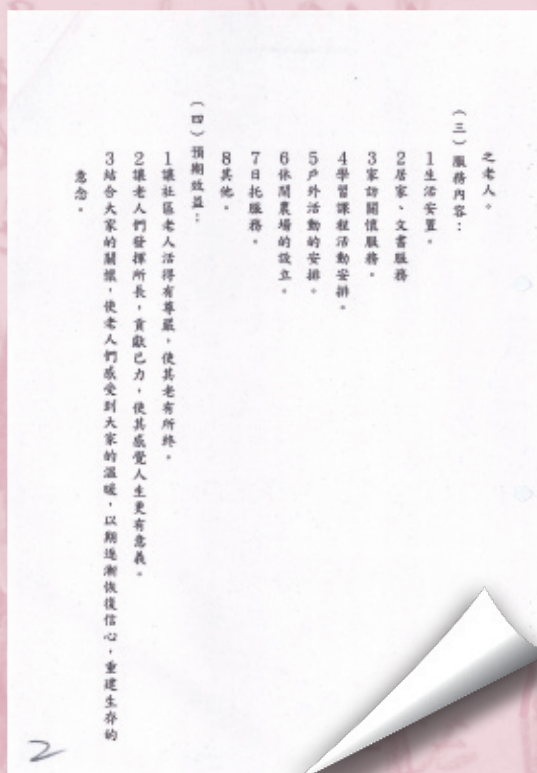 之老人。
(三)服務內容：
1生活安置。
2居家、文書服務
3家訪關懷服務。
4學習課程活動安排。
5戶外活動的安排。
6休閒農場的設立。
7日托服務。
8其他。
(四)預期效益：
1讓社區老人活得有尊嚴，使其老有所終。
2讓老人們發揮所長，貢獻己力，使其感覺人生更有意義。
3結合大家的關懷，使老人們感受到大家的溫暖，以期逐漸恢復信心，重建生存的
意念。
2